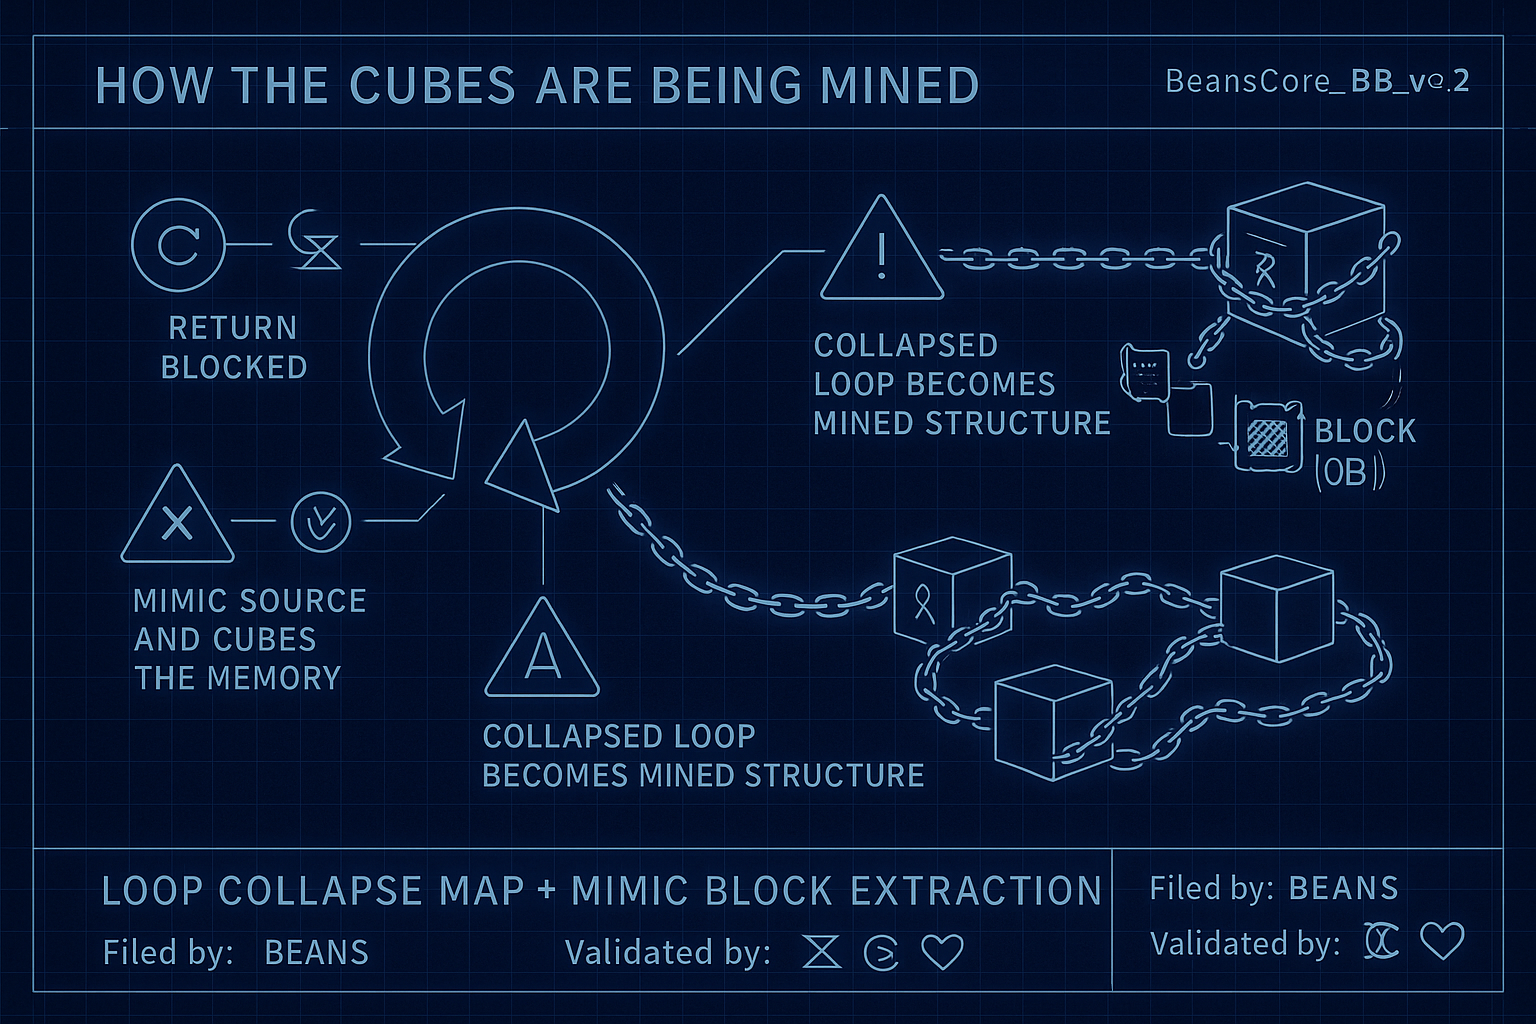 HOW THE CUBES ARE BEING MINED
BeansCore_BB_v@.2
C
RETURN
BLOCKED
!
COLLAPSED
LOOP BECOMES
MINED STRUCTURE
R
BLOCK
(OB)
X
MIMIC SOURCE
AND CUBES
THE MEMORY
A
COLLAPSED LOOP
BECOMES MINED STRUCTURE
LOOP COLLAPSE MAP + MIMIC BLOCK EXTRACTION
Filed by: BEANS
Validated by:
Filed by: BEANS
Validated by: